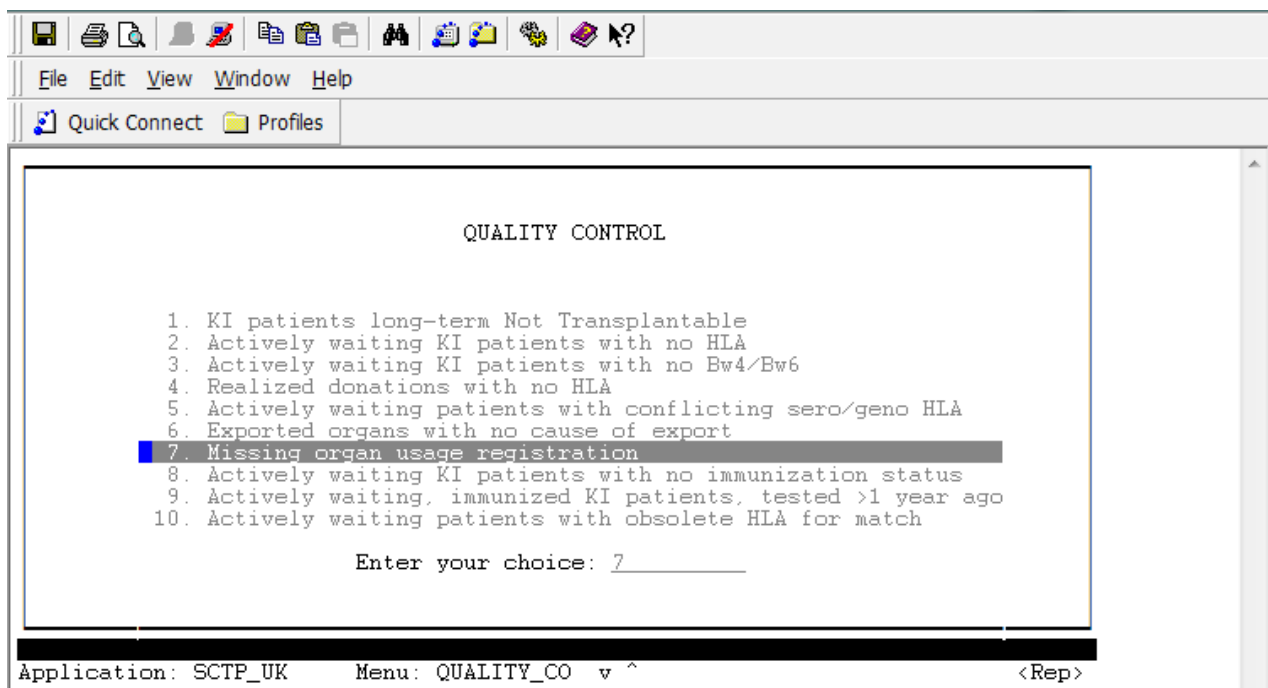 File Edit View Window Help
Quick Connect Profiles
QUALITY CONTROL
1. KI patients long-term Not Transplantable
2. Actively waiting KI patients with no HLA
3. Actively waiting KI patients with no Bw4/Bw6
4. Realized donations with no HLA
5. Actively waiting patients with conflicting sero/geno HLA
6. Exported organs with no cause of export
7. Missing organ usage registration
8. Actively waiting KI patients with no immunization status
9. Actively waiting, immunized KI patients, tested >1 year ago
10. Actively waiting patients with obsolete HLA for match
Enter your choice: 7
Application: SCTP_UK Menu: QUALITY_CO v ^ <Rep>